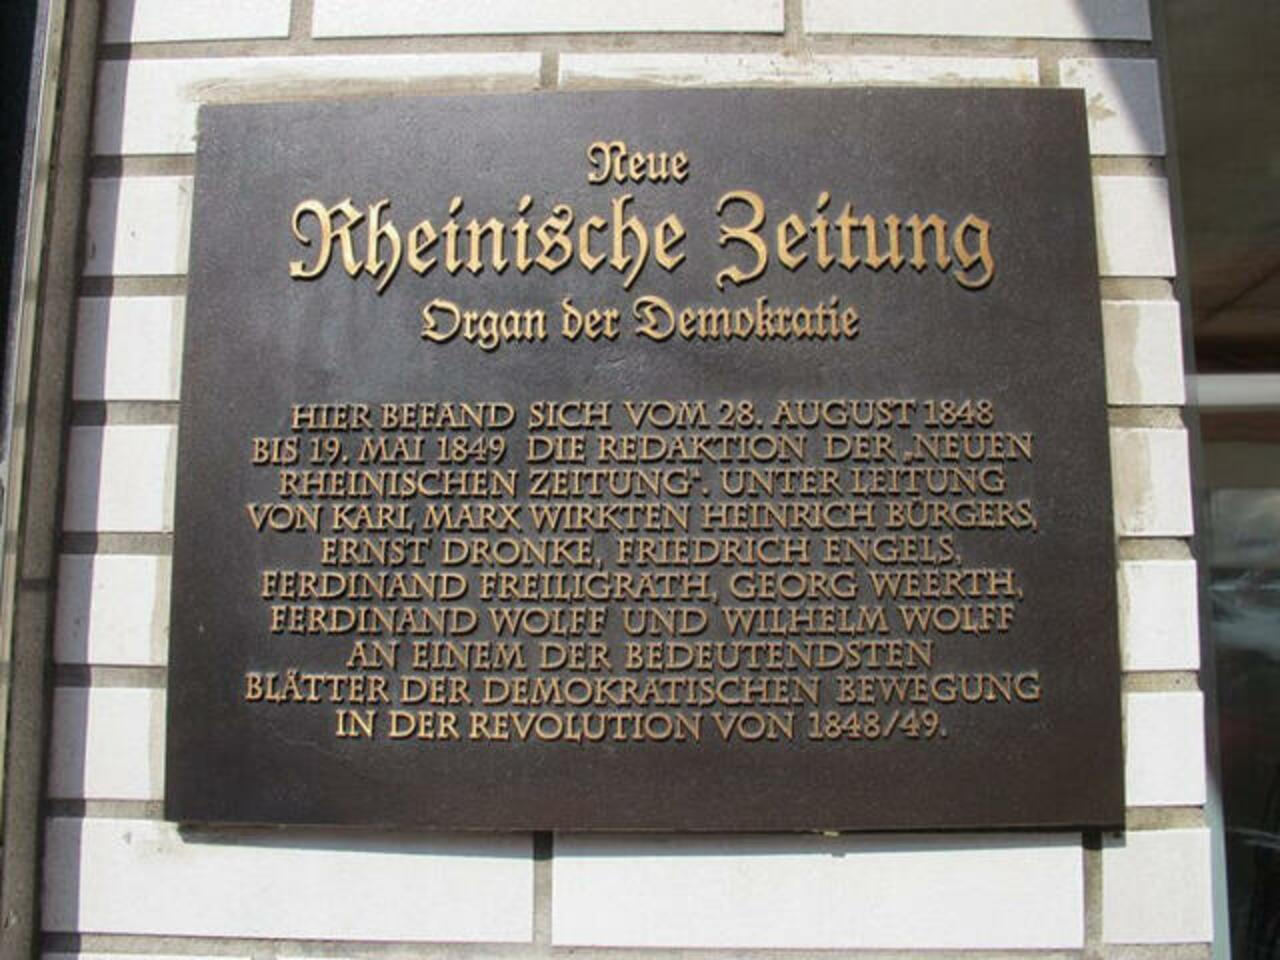 Neue
Rheinische Zeitung
Organ der Demokratie
HIER BEFAND SICH VOM 28. AUGUST 1848
BIS 19. MAI 1849 DIE REDAKTION DER „NEUEN
RHEINISCHEN ZEITUNG“. UNTER LEITUNG
VON KARL MARX WIRKTEN HEINRICH BÜRGERS,
ERNST DRONKE, FRIEDRICH ENGELS,
FERDINAND FREILIGRATH, GEORG WEERTH,
FERDINAND WOLFF UND WILHELM WOLFF
AN EINEM DER BEDEUTENDSTEN
BLÄTTER DER DEMOKRATISCHEN BEWEGUNG
IN DER REVOLUTION VON 1848/49.